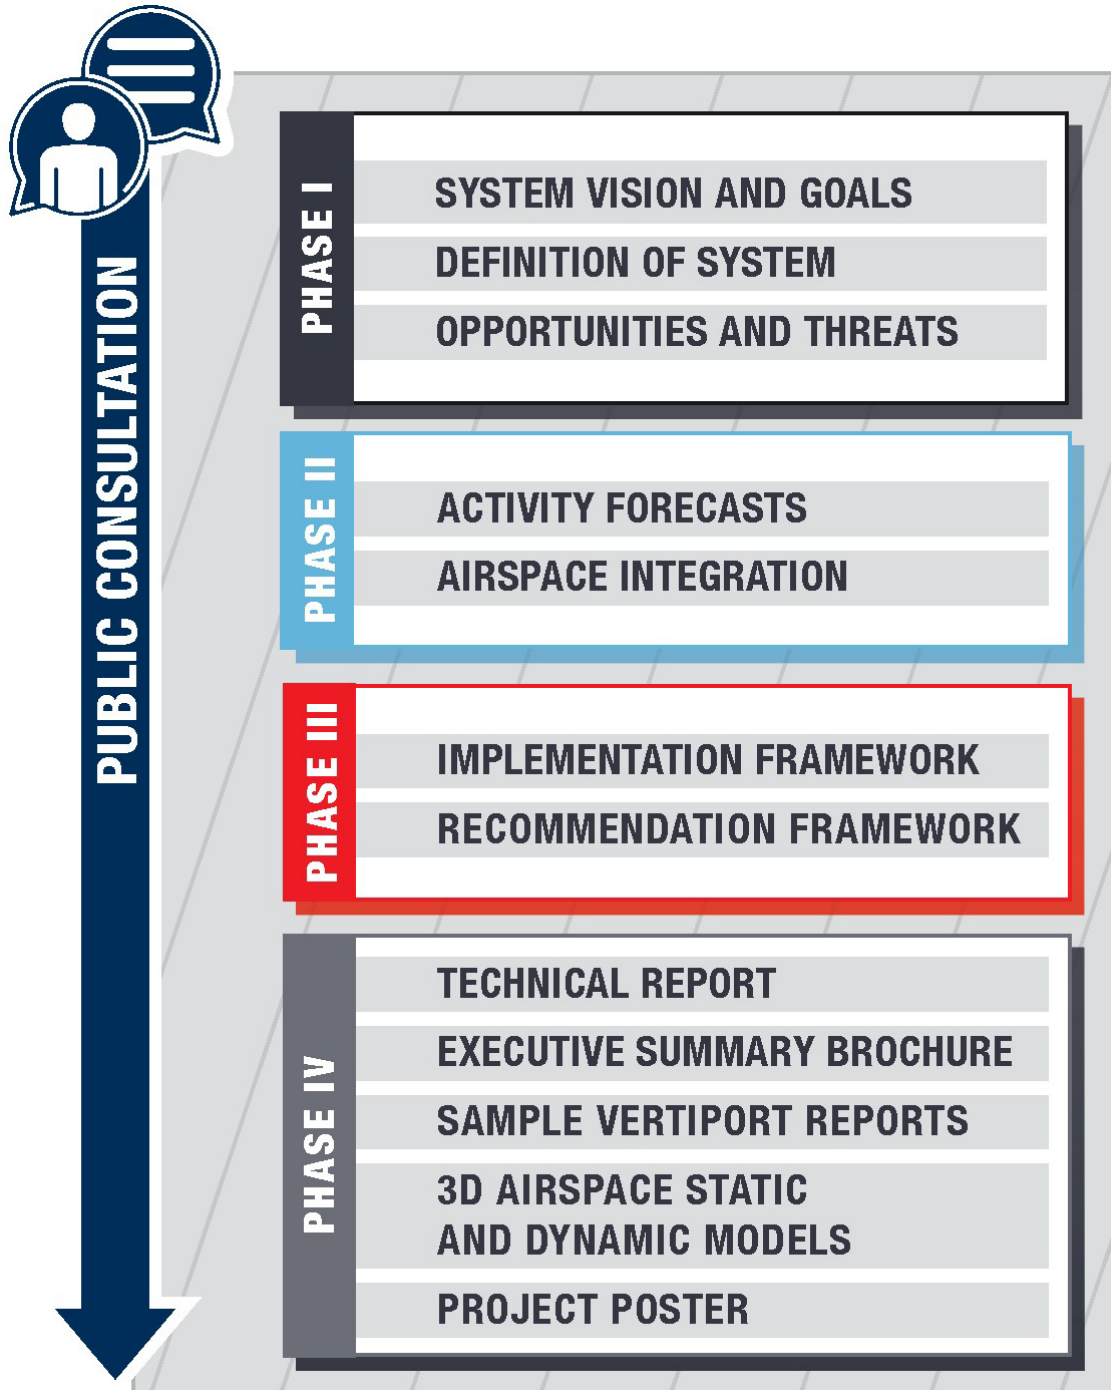 PUBLIC CONSULTATION
PHASE I
SYSTEM VISION AND GOALS
DEFINITION OF SYSTEM
OPPORTUNITIES AND THREATS
PHASE II
ACTIVITY FORECASTS
AIRSPACE INTEGRATION
PHASE III
IMPLEMENTATION FRAMEWORK
RECOMMENDATION FRAMEWORK
PHASE IV
TECHNICAL REPORT
EXECUTIVE SUMMARY BROCHURE
SAMPLE VERTIPORT REPORTS
3D AIRSPACE STATIC
AND DYNAMIC MODELS
PROJECT POSTER